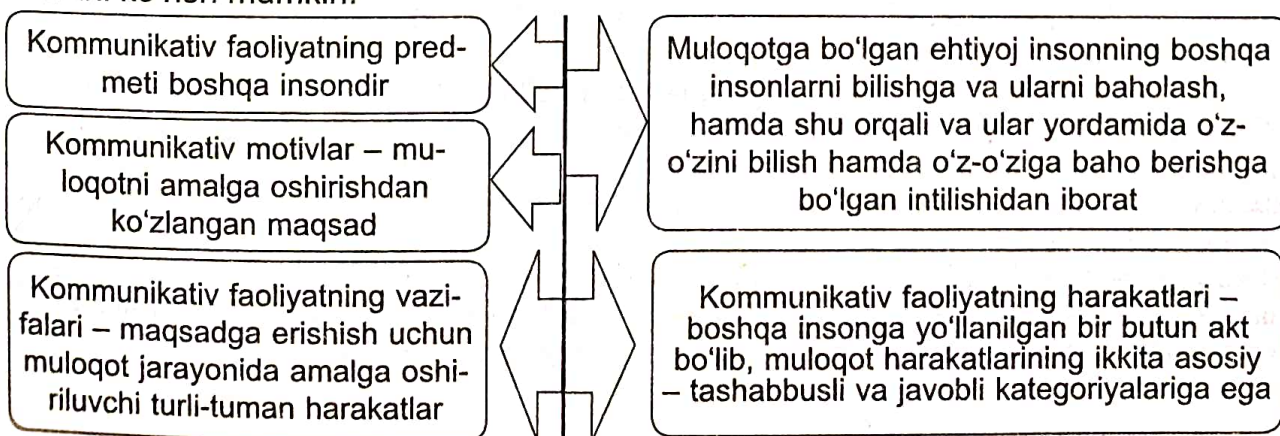 Kommunikativ faoliyatning pred-
meti boshqa insondir
Kommunikativ motivlar – mu-
loqotni amalga oshirishdan
ko‘zlangan maqsad
Kommunikativ faoliyatning vazi-
falari – maqsadga erishish uchun
muloqot jarayonida amalga oshi-
riluvchi turli-tuman harakatlar
Muloqotga bo‘lgan ehtiyoj insonning boshqa
insonlarni bilishga va ularni baholash,
hamda shu orqali va ular yordamida o‘z-
o‘zini bilish hamda o‘z-o‘ziga baho berishga
bo‘lgan intilishidan iborat
Kommunikativ faoliyatning harakatlari –
boshqa insonga yo‘llanilgan bir butun akt
bo‘lib, muloqot harakatlarining ikkita asosiy
– tashabbusli va javobli kategoriyalariga ega